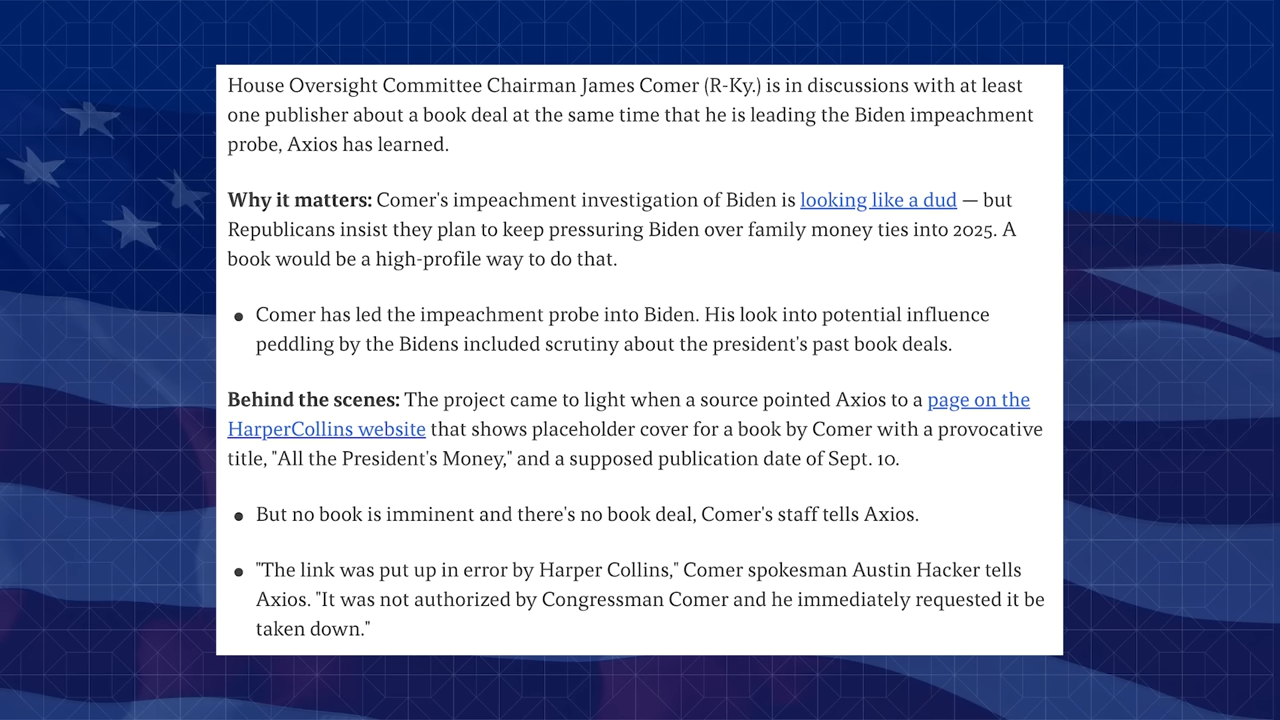 House Oversight Committee Chairman James Comer (R-Ky.) is in discussions with at least
one publisher about a book deal at the same time that he is leading the Biden impeachment
probe, Axios has learned.
Why it matters: Comer's impeachment investigation of Biden is looking like a dud — but
Republicans insist they plan to keep pressuring Biden over family money ties into 2025. A
book would be a high-profile way to do that.
● Comer has led the impeachment probe into Biden. His look into potential influence
peddling by the Bidens included scrutiny about the president's past book deals.
Behind the scenes: The project came to light when a source pointed Axios to a page on the
HarperCollins website that shows placeholder cover for a book by Comer with a provocative
title, "All the President's Money," and a supposed publication date of Sept. 10.
● But no book is imminent and there's no book deal, Comer's staff tells Axios.
● "The link was put up in error by Harper Collins," Comer spokesman Austin Hacker tells
Axios. "It was not authorized by Congressman Comer and he immediately requested it be
taken down."